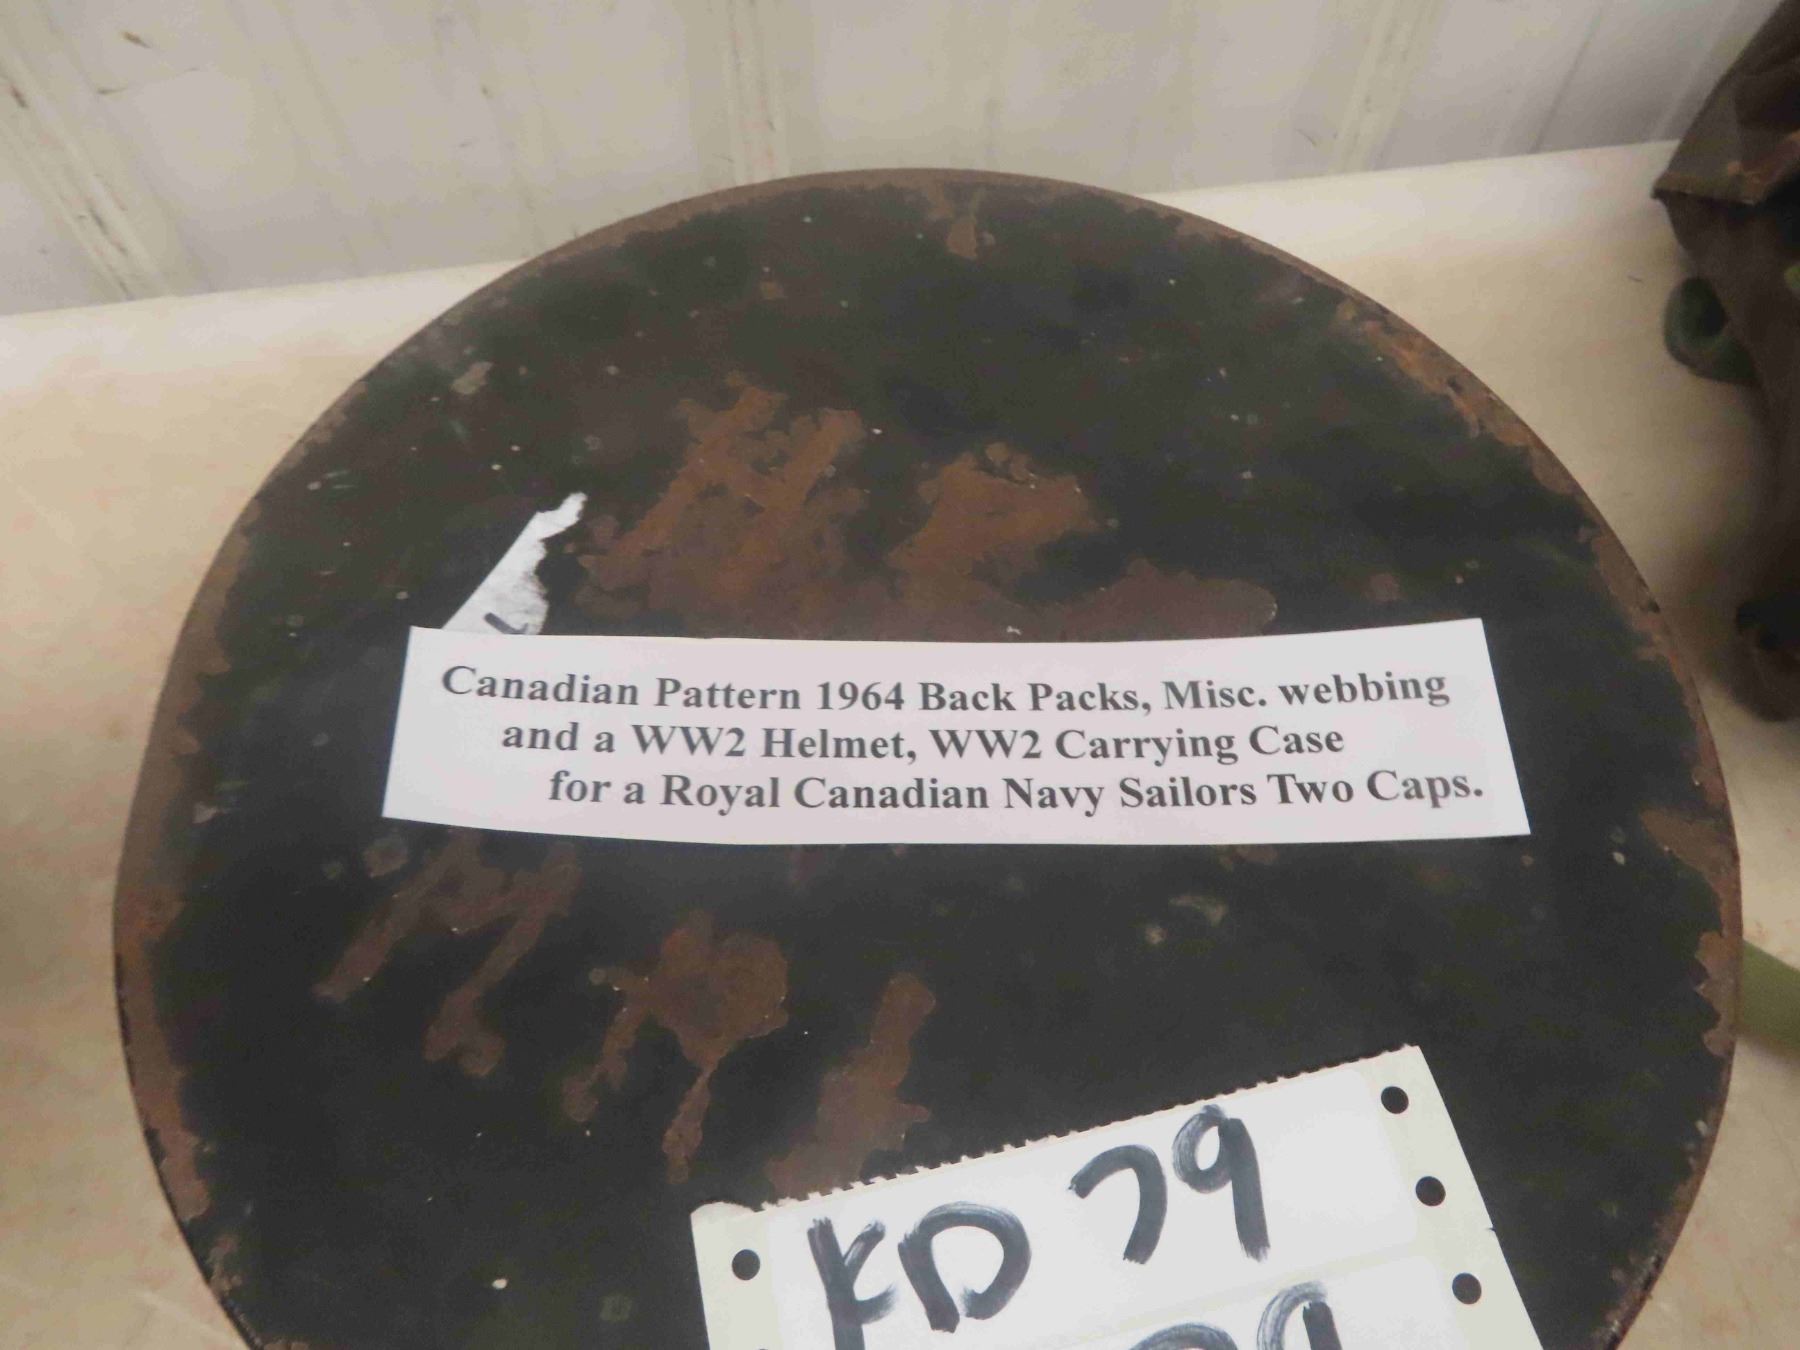 Canadian Pattern 1964 Back Packs, Misc. webbing
and a WW2 Helmet, WW2 Carrying Case
for a Royal Canadian Navy Sailors Two Caps.
KD 79